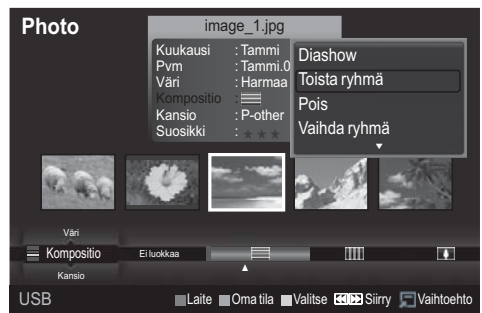 Photo
image_1.jpg
Kuukausi : Tammi
Pvm : Tammi.0
Väri : Harmaa
Kompositio :
Kansio : P-other
Suosikki : ★★★
Diashow
Toista ryhmä
Pois
Vaihda ryhmä
Väri
Kompositio
Ei luokkaa
Kansio
USB
Laite Oma tila Valitse Siirry Vaihtoehto